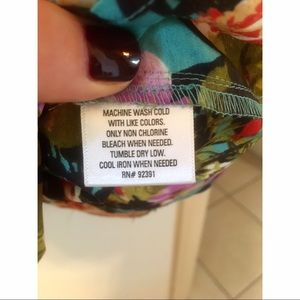 MACHINE WASH COLD
WITH LIKE COLORS.
ONLY NON CHLORINE
BLEACH WHEN NEEDED.
TUMBLE DRY LOW.
COOL IRON WHEN NEEDED
RN# 92391